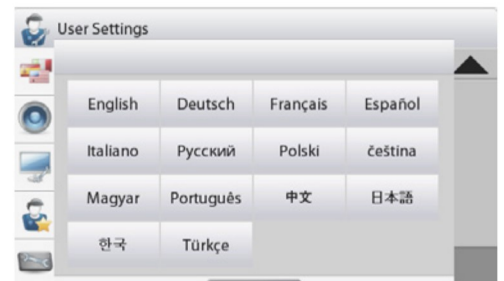 User Settings
English Deutsch Français Español
Italiano Русский Polski čeština
Magyar Português 中文 日本語
한국 Türkçe